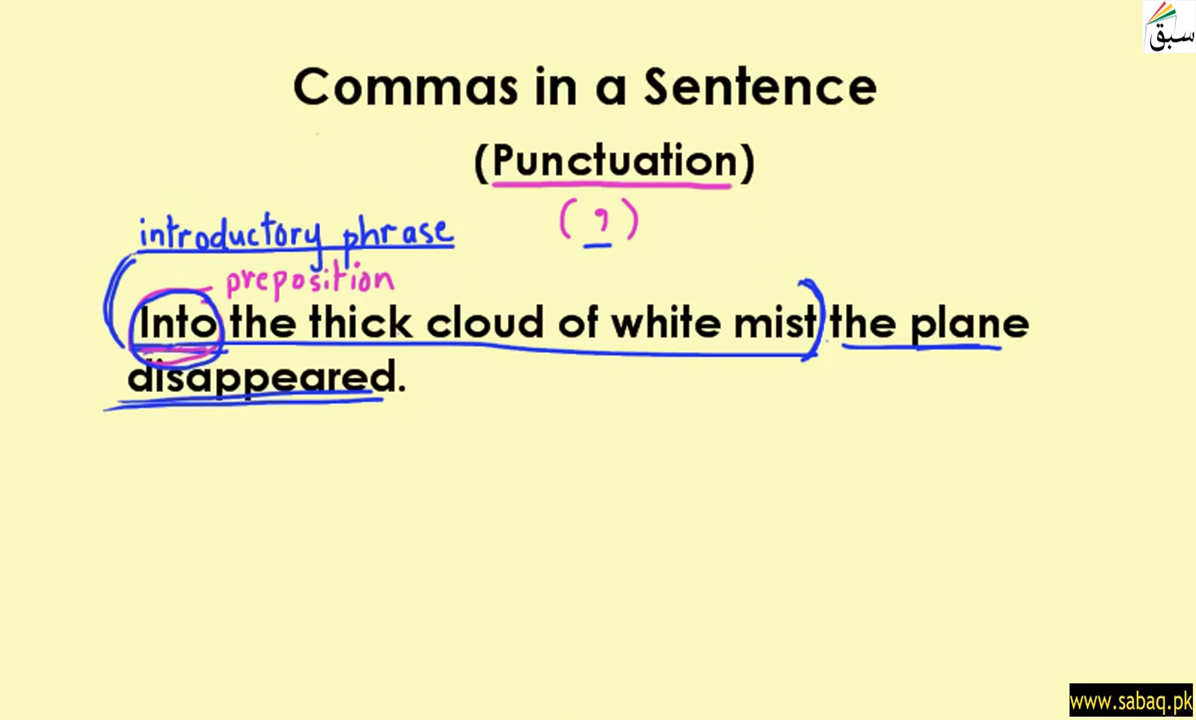 سبق
Commas in a Sentence
(Punctuation)
( , )
introductory phrase
preposition
Into the thick cloud of white mist the plane
disappeared.
www.sabaq.pk